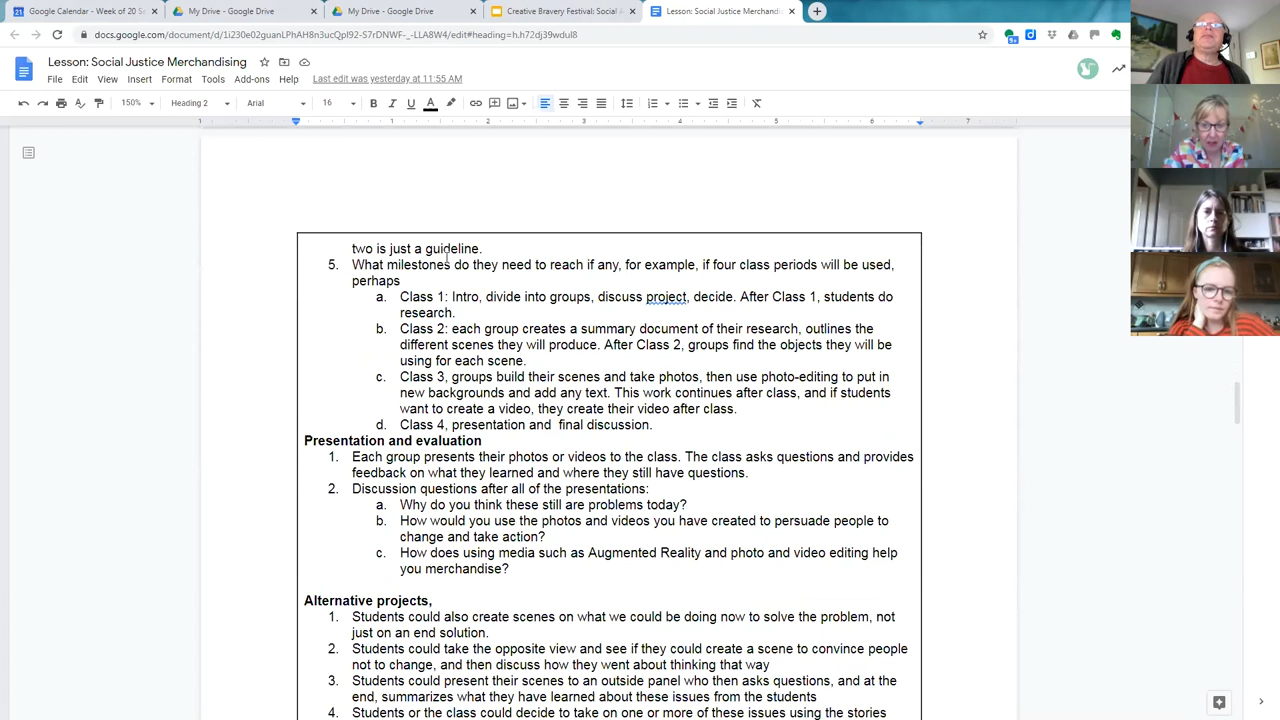 Google Calendar - Week of 20 Se
My Drive - Google Drive
My Drive - Google Drive
Creative Bravery Festival: Social A
Lesson: Social Justice Merchandi
docs.google.com/document/d/1i230e02guanLPhAH8n3ucQpI92-S7rDNWF-_-LLA8W4/edit#heading=h.h72dj39wdul8
Lesson: Social Justice Merchandising
File Edit View Insert Format Tools Add-ons Help Last edit was yesterday at 11:55 AM
150% Heading 2 Arial 16 B I U A
1 1 2 3 4 5 6 7
two is just a guideline.
5. What milestones do they need to reach if any, for example, if four class periods will be used,
perhaps
a. Class 1: Intro, divide into groups, discuss project, decide. After Class 1, students do
research.
b. Class 2: each group creates a summary document of their research, outlines the
different scenes they will produce. After Class 2, groups find the objects they will be
using for each scene.
c. Class 3, groups build their scenes and take photos, then use photo-editing to put in
new backgrounds and add any text. This work continues after class, and if students
want to create a video, they create their video after class.
d. Class 4, presentation and  final discussion.
Presentation and evaluation
1. Each group presents their photos or videos to the class. The class asks questions and provides
feedback on what they learned and where they still have questions.
2. Discussion questions after all of the presentations:
a. Why do you think these still are problems today?
b. How would you use the photos and videos you have created to persuade people to
change and take action?
c. How does using media such as Augmented Reality and photo and video editing help
you merchandise?
Alternative projects,
1. Students could also create scenes on what we could be doing now to solve the problem, not
just on an end solution.
2. Students could take the opposite view and see if they could create a scene to convince people
not to change, and then discuss how they went about thinking that way
3. Students could present their scenes to an outside panel who then asks questions, and at the
end, summarizes what they have learned about these issues from the students
4. Students or the class could decide to take on one or more of these issues using the stories